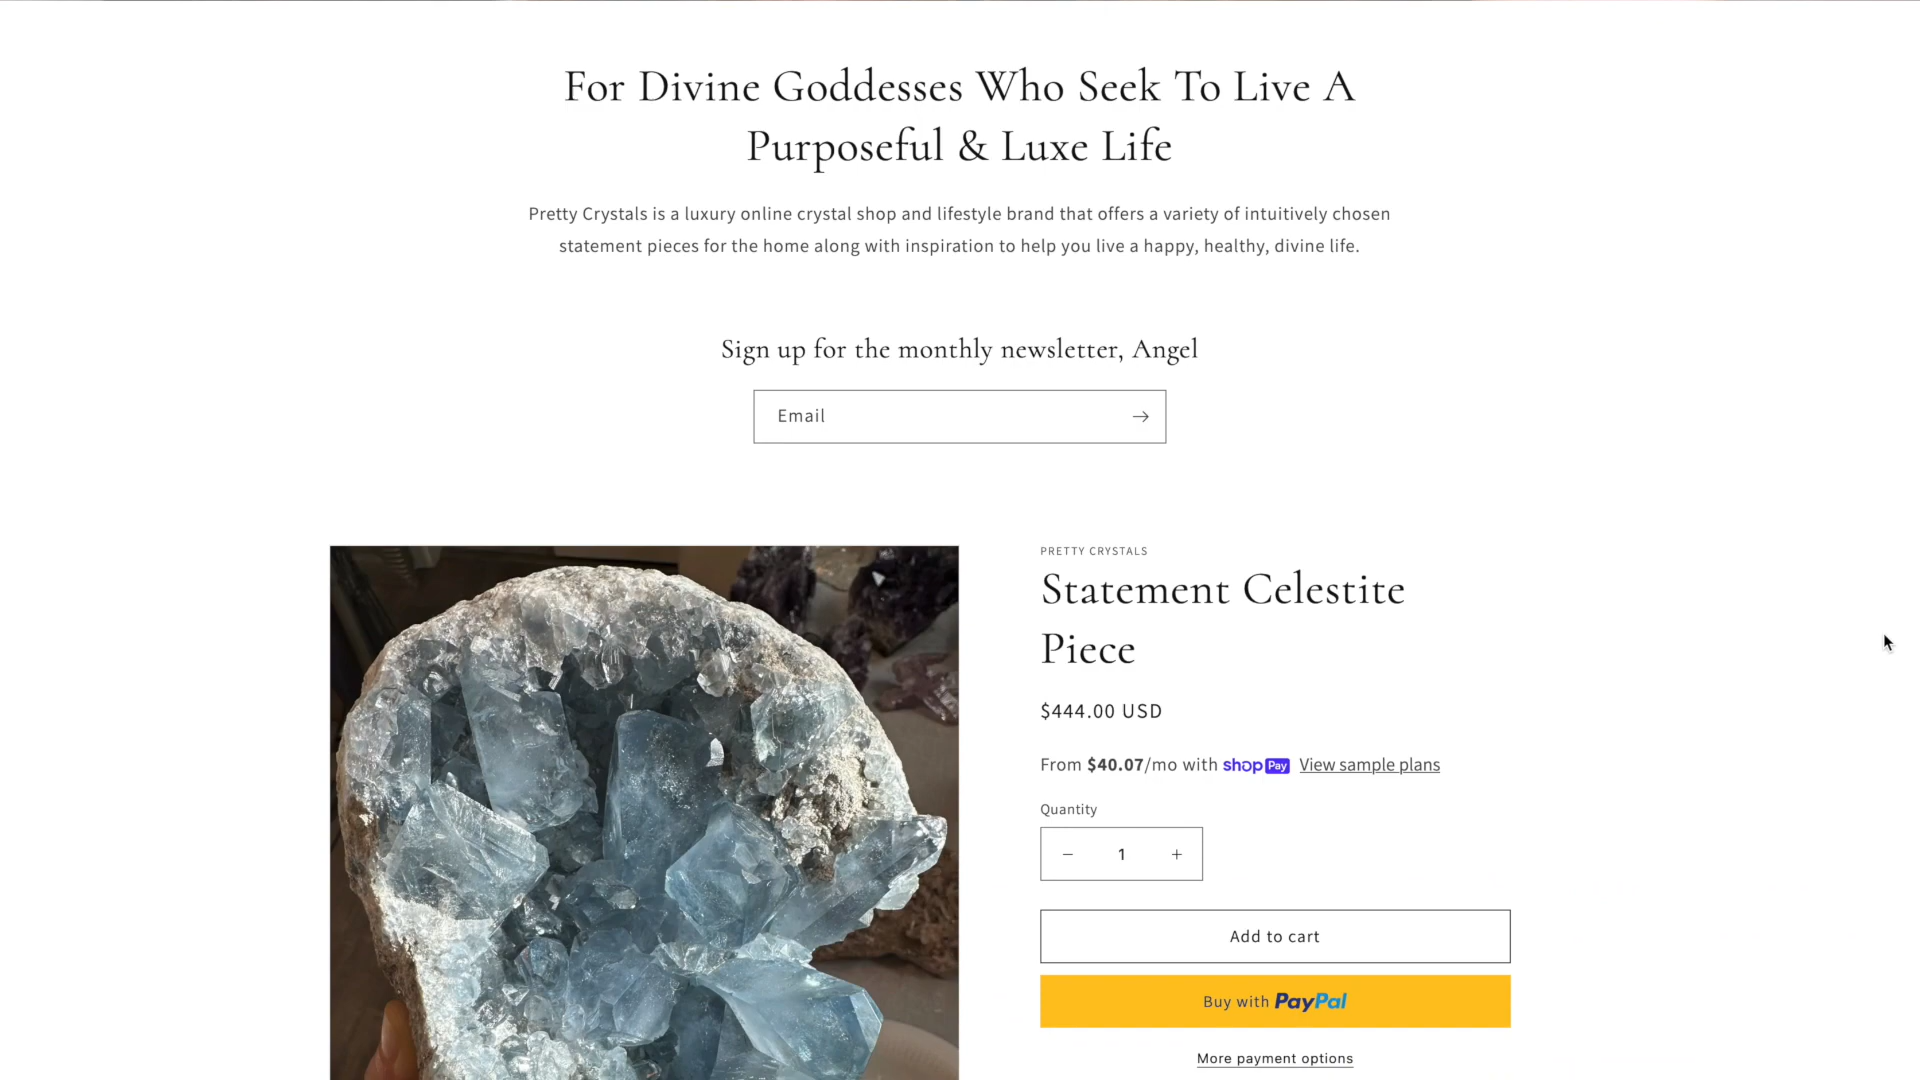 For Divine Goddesses Who Seek To Live A
Purposeful & Luxe Life
Pretty Crystals is a luxury online crystal shop and lifestyle brand that offers a variety of intuitively chosen
statement pieces for the home along with inspiration to help you live a happy, healthy, divine life.
Sign up for the monthly newsletter, Angel
Email
PRETTY CRYSTALS
Statement Celestite
Piece
$444.00 USD
From $40.07/mo with shop Pay View sample plans
Quantity
− 1 +
Add to cart
Buy with PayPal
More payment options